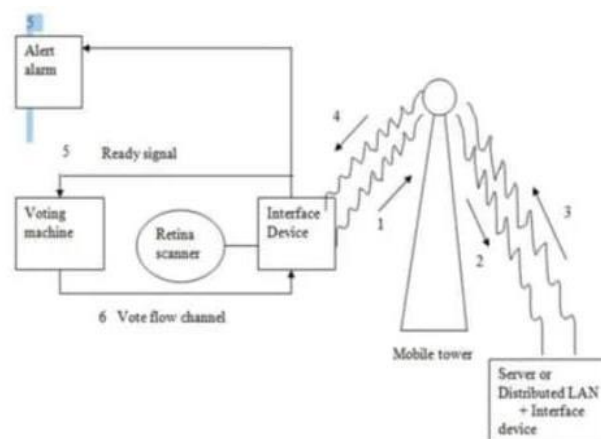 5
Alert
alarm
4
5 Ready signal
Voting
machine
Retina
scanner
Interface
Device
1
2
3
6 Vote flow channel
Mobile tower
Server or
Distributed LAN
+ Interface
device